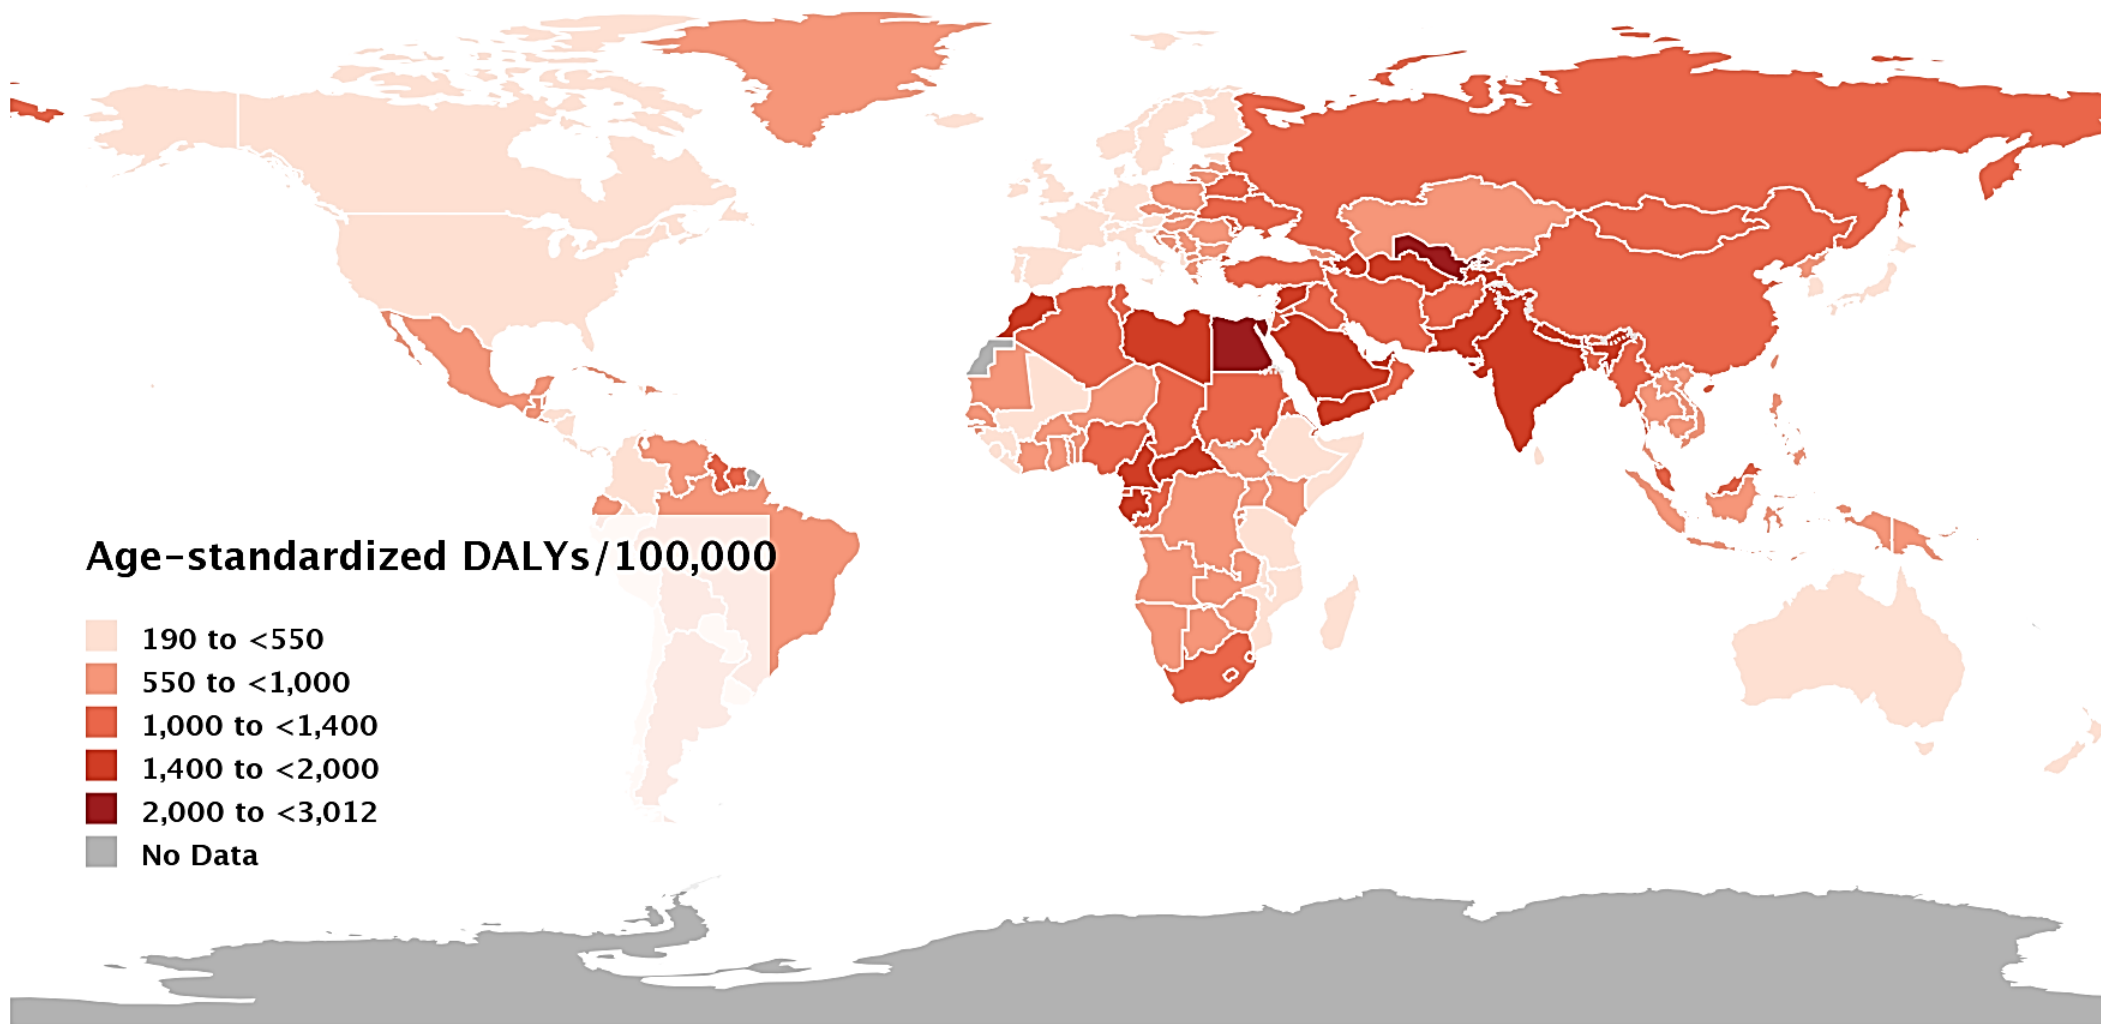 Age-standardized DALYs/100,000
190 to <550
550 to <1,000
1,000 to <1,400
1,400 to <2,000
2,000 to <3,012
No Data